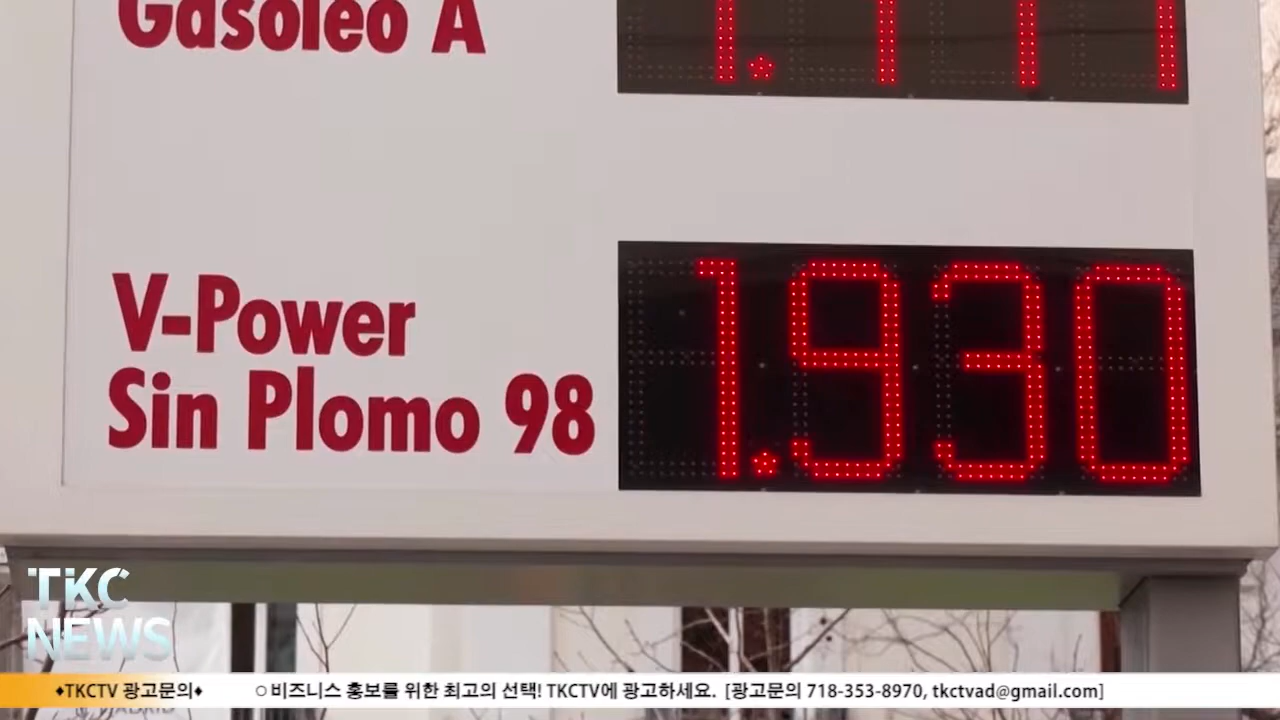 Gasoleo A
V-Power
Sin Plomo 98
1.930
TKC
NEWS
♦TKCTV 광고문의♦
○비즈니스 홍보를 위한 최고의 선택! TKCTV에 광고하세요. [광고문의 718-353-8970, tkctvad@gmail.com]